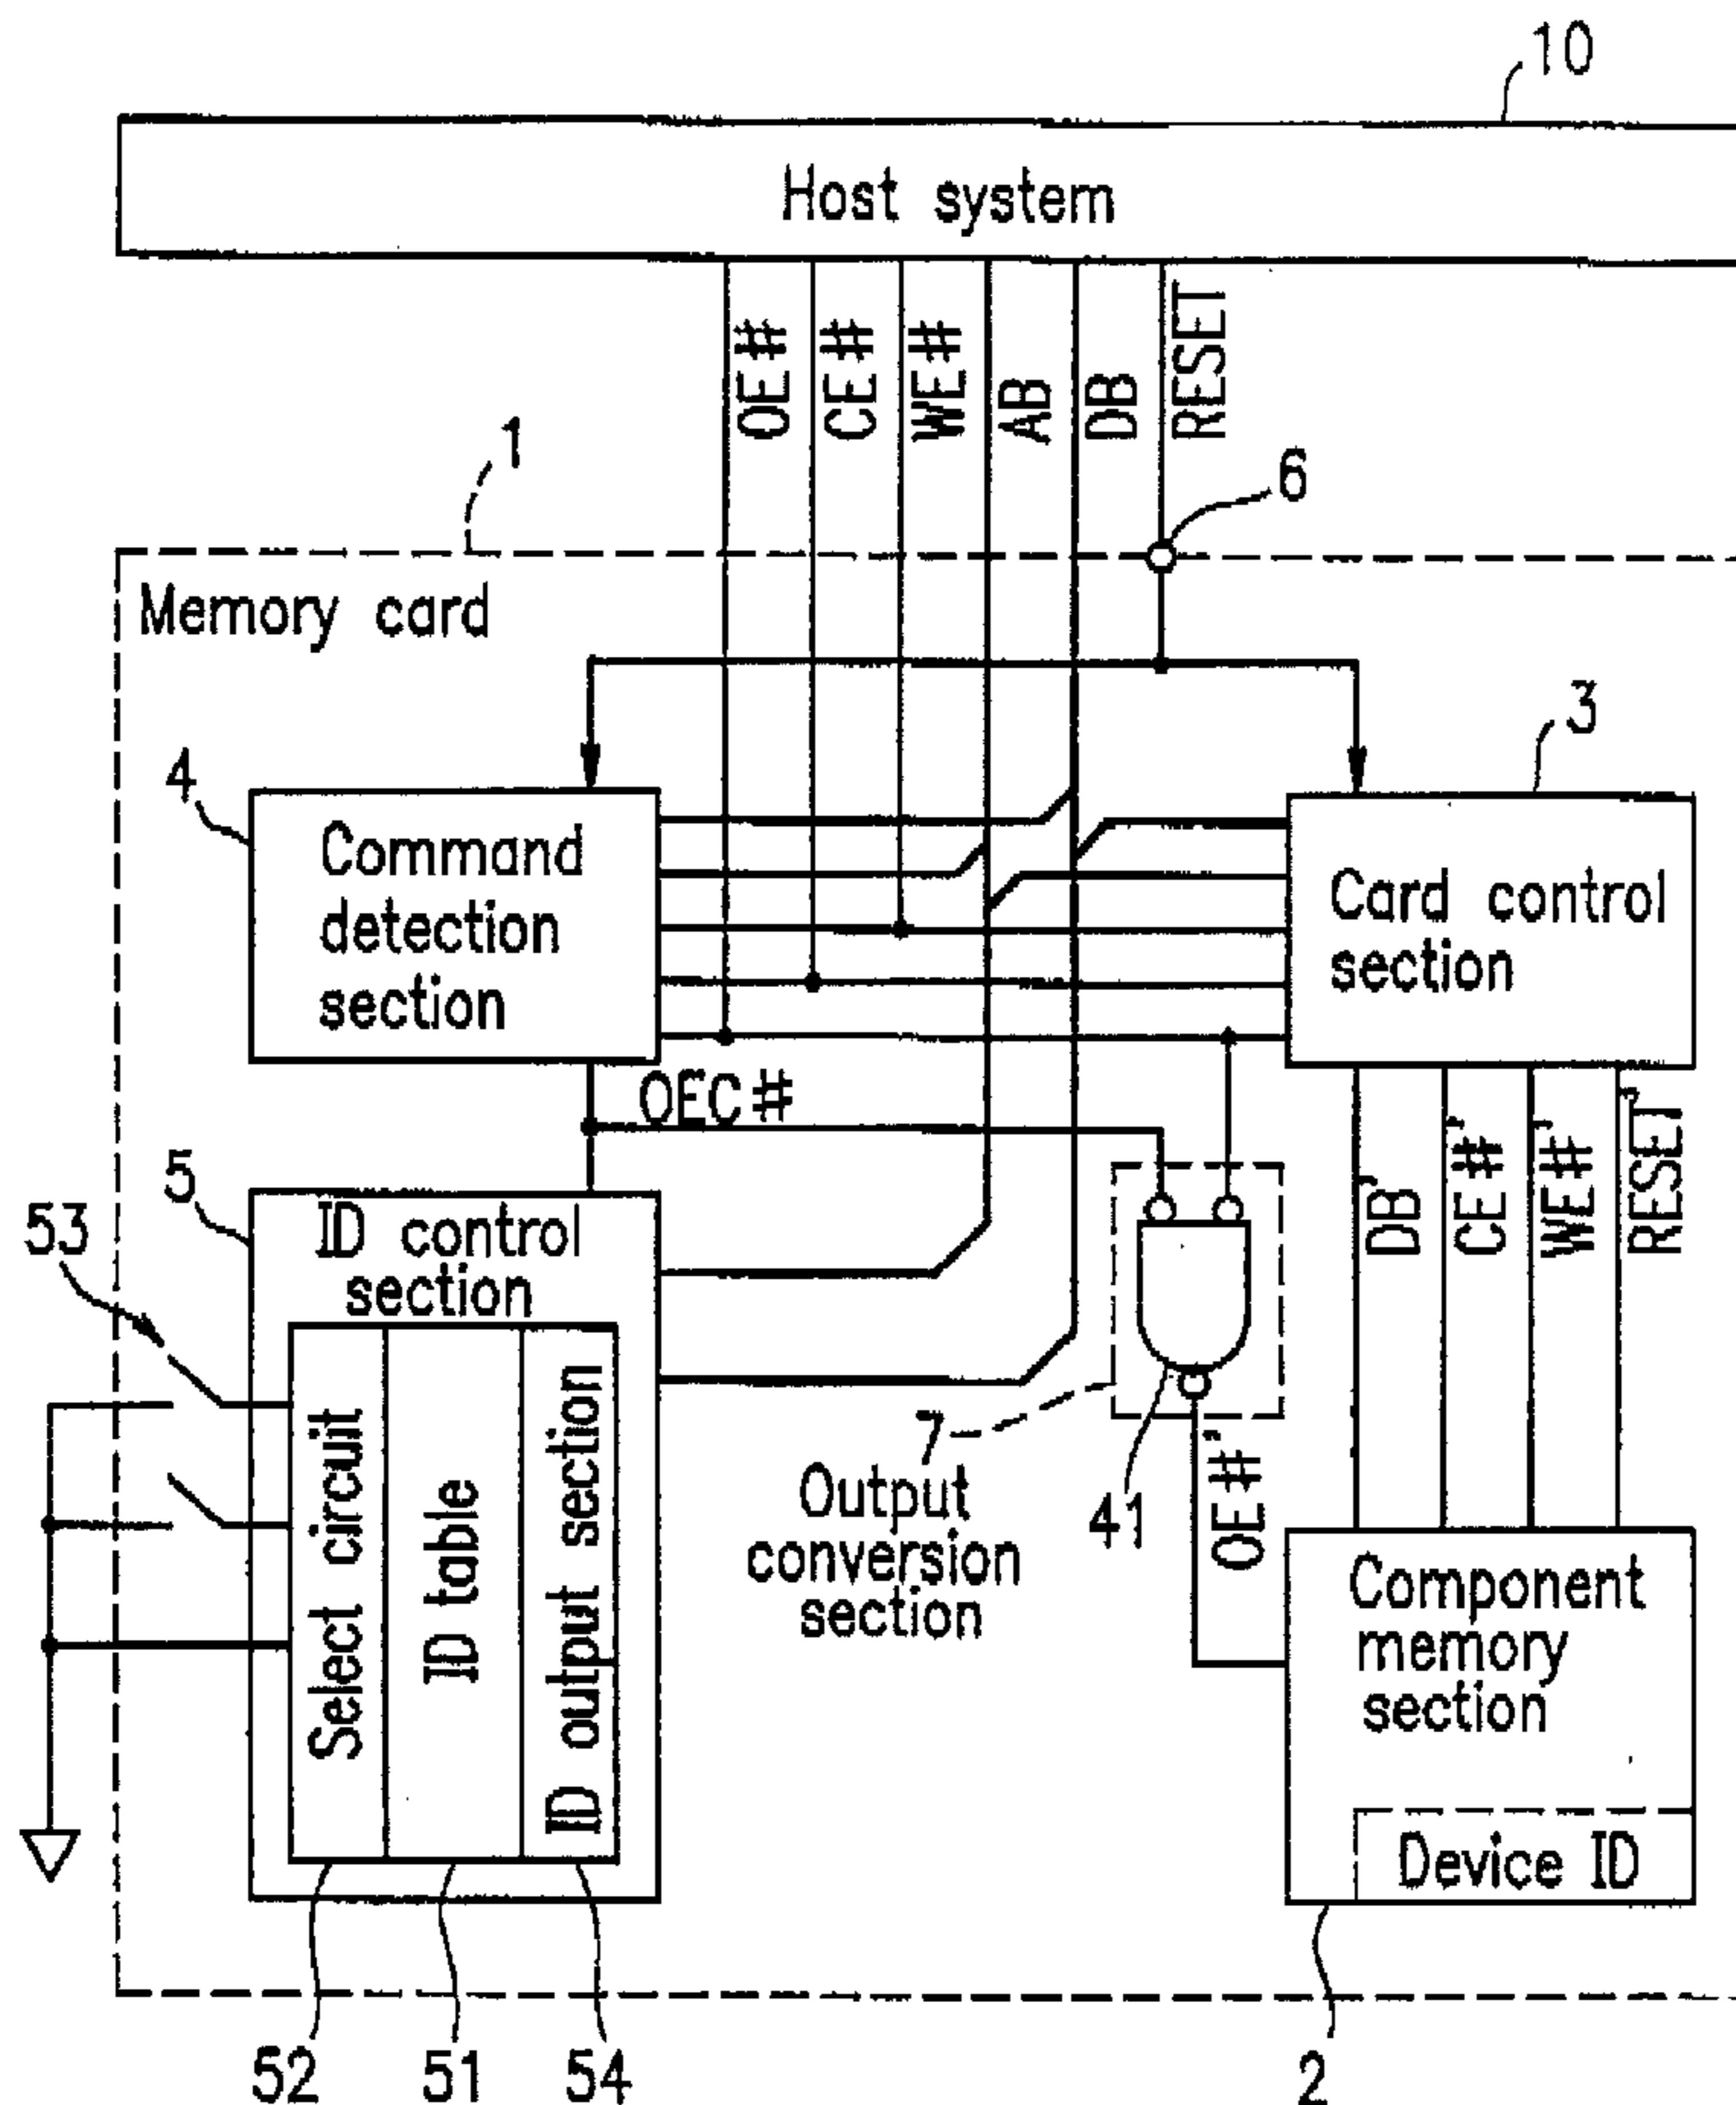 10
Host system
OE#
CE#
WE#
AB
DB
RESET
1
6
Memory card
3
4
Command
detection
section
Card control
section
OEC#
DB'
CE#'
WE#'
RESET'
5
53
ID control
section
Select circuit
ID table
ID output section
7
Output
conversion
section
41
OE#'
Component
memory
section
Device ID
52
51
54
2